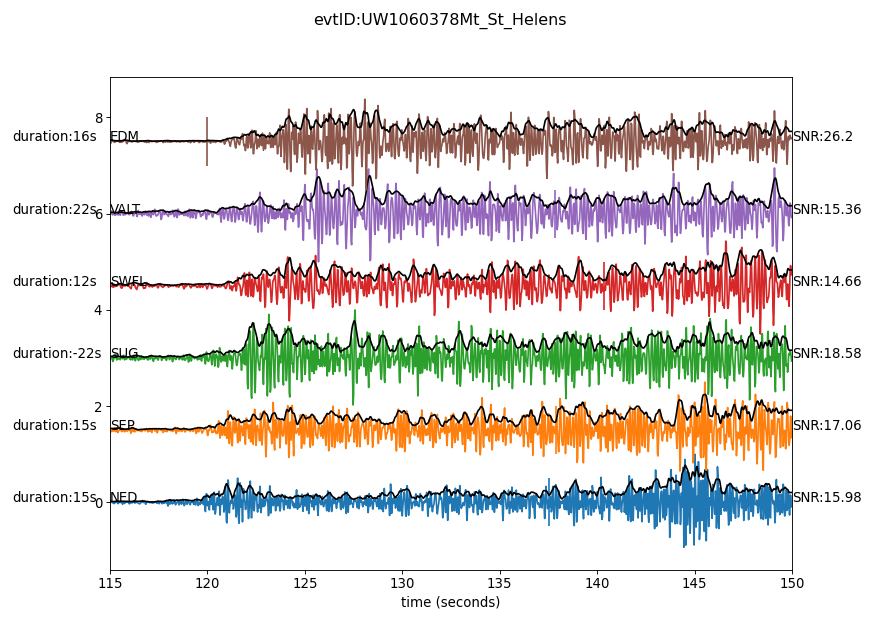 evtID:UW1060378Mt_St_Helens
8
duration:16s EDM SNR:26.2
duration:22s VALT SNR:15.36
6
duration:12s SWFL SNR:14.66
4
duration:-22s SUG SNR:18.58
2
duration:15s SEP SNR:17.06
duration:15s NED SNR:15.98
0
115 120 125 130 135 140 145 150
time (seconds)